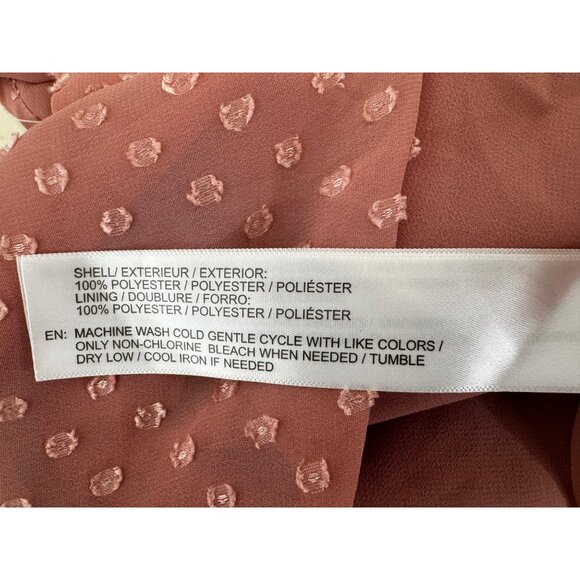 SHELL/ EXTERIEUR / EXTERIOR:
100% POLYESTER / POLYESTER / POLIÉSTER
LINING / DOUBLURE / FORRO:
100% POLYESTER / POLYESTER / POLIÉSTER
EN: MACHINE WASH COLD GENTLE CYCLE WITH LIKE COLORS /
ONLY NON-CHLORINE BLEACH WHEN NEEDED / TUMBLE
DRY LOW / COOL IRON IF NEEDED